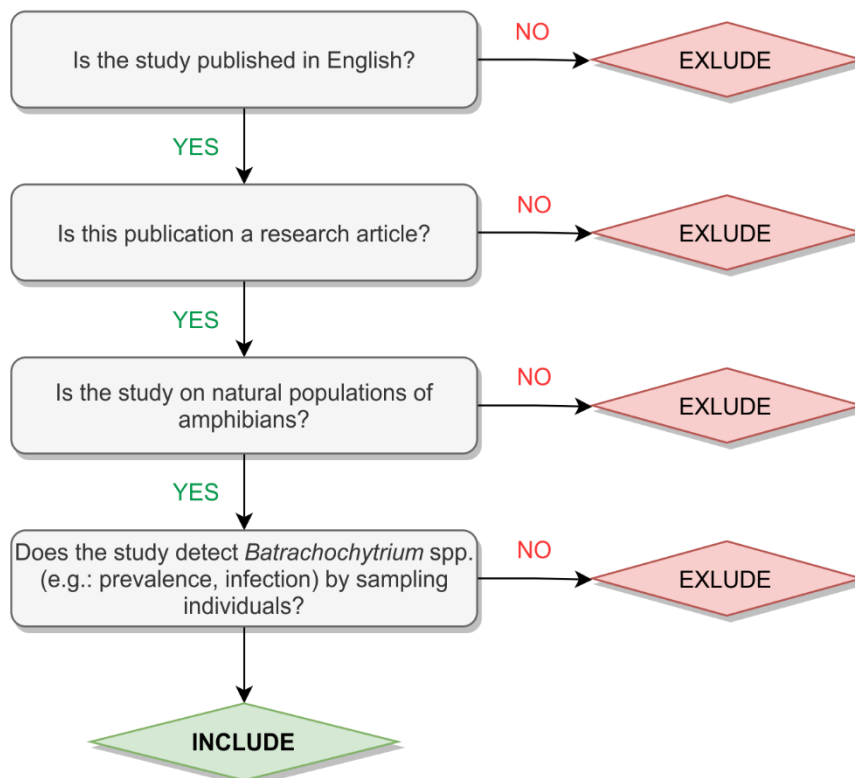 Is the study published in English?
NO
EXLUDE
YES
Is this publication a research article?
NO
EXLUDE
YES
Is the study on natural populations of
amphibians?
NO
EXLUDE
YES
Does the study detect Batrachochytrium spp.
(e.g.: prevalence, infection) by sampling
individuals?
NO
EXLUDE
INCLUDE